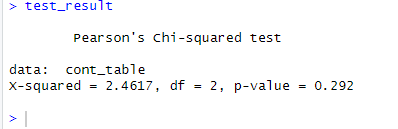 > test_result
Pearson's Chi-squared test
data:  cont_table
X-squared = 2.4617, df = 2, p-value = 0.292
>